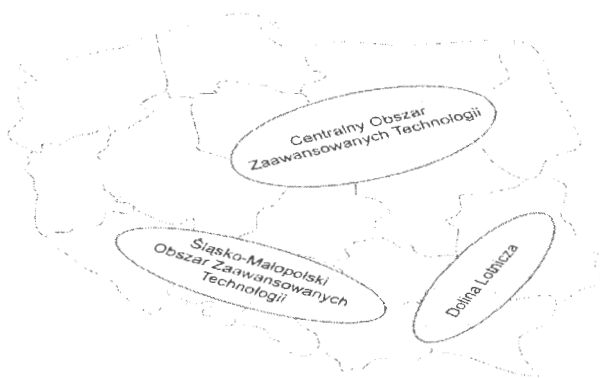 Centralny Obszar
Zaawansowanych Technologii
Śląsko-Małopolski
Obszar Zaawansowanych
Technologii
Dolina Lotnicza